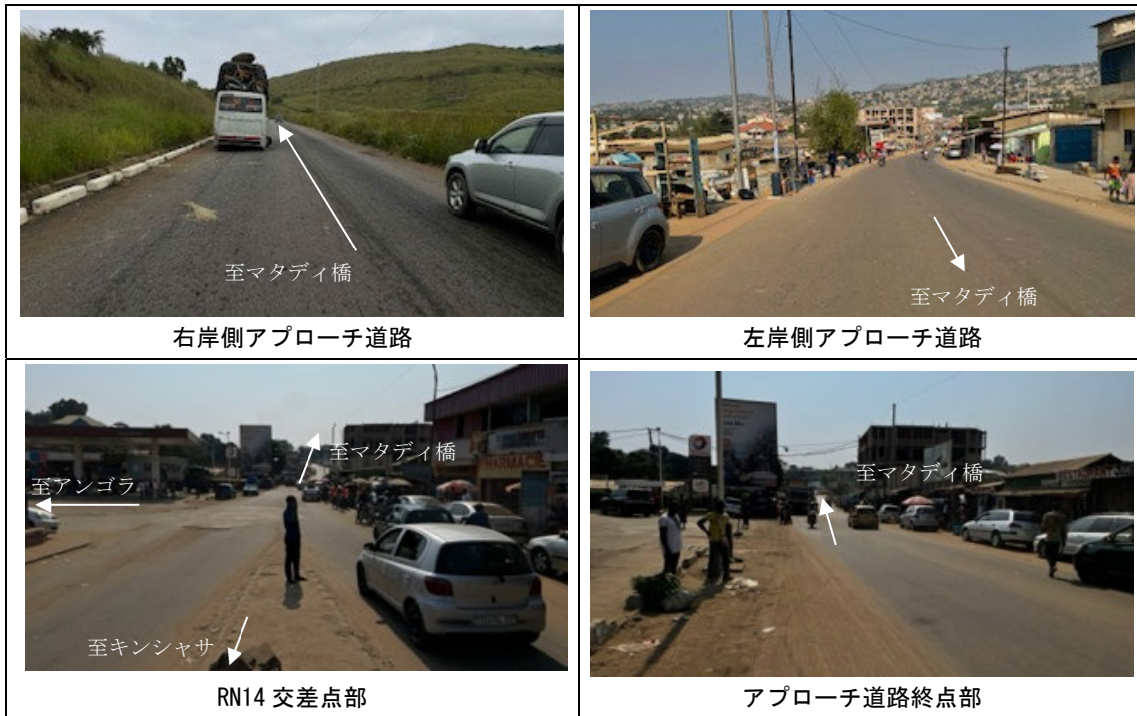 至マタディ橋
至マタディ橋
右岸側アプローチ道路
左岸側アプローチ道路
至マタディ橋
至アンゴラ
PHARMACIE
至キンシャサ
至マタディ橋
RN14 交差点部
アプローチ道路終点部